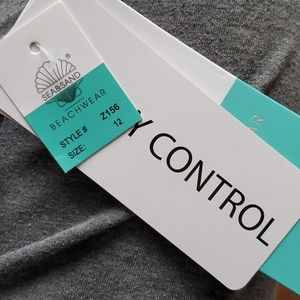 SEA&SAND
BEACHWEAR
STYLE# Z156
SIZE: 12
Y CONTROL